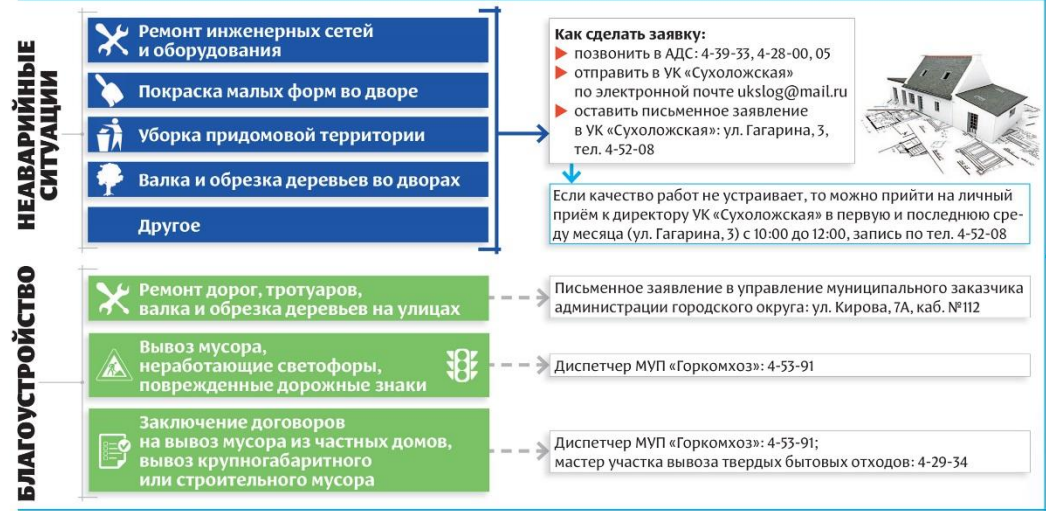 НЕАВАРИЙНЫЕ
СИТУАЦИИ
Ремонт инженерных сетей
и оборудования
Покраска малых форм во дворе
Уборка придомовой территории
Валка и обрезка деревьев во дворах
Другое
Как сделать заявку:
позвонить в АДС: 4-39-33, 4-28-00, 05
отправить в УК «Сухоложская»
по электронной почте ukslog@mail.ru
оставить письменное заявление
в УК «Сухоложская»: ул. Гагарина, 3,
тел. 4-52-08
Если качество работ не устраивает, то можно прийти на личный
приём к директору УК «Сухоложская» в первую и последнюю сре-
ду месяца (ул. Гагарина, 3) с 10:00 до 12:00, запись по тел. 4-52-08
БЛАГОУСТРОЙСТВО
Ремонт дорог, тротуаров,
валка и обрезка деревьев на улицах
Письменное заявление в управление муниципального заказчика
администрации городского округа: ул. Кирова, 7А, каб. №112
Вывоз мусора,
неработающие светофоры,
поврежденные дорожные знаки
Диспетчер МУП «Горкомхоз»: 4-53-91
Заключение договоров
на вывоз мусора из частных домов,
вывоз крупногабаритного
или строительного мусора
Диспетчер МУП «Горкомхоз»: 4-53-91;
мастер участка вывоза твердых бытовых отходов: 4-29-34